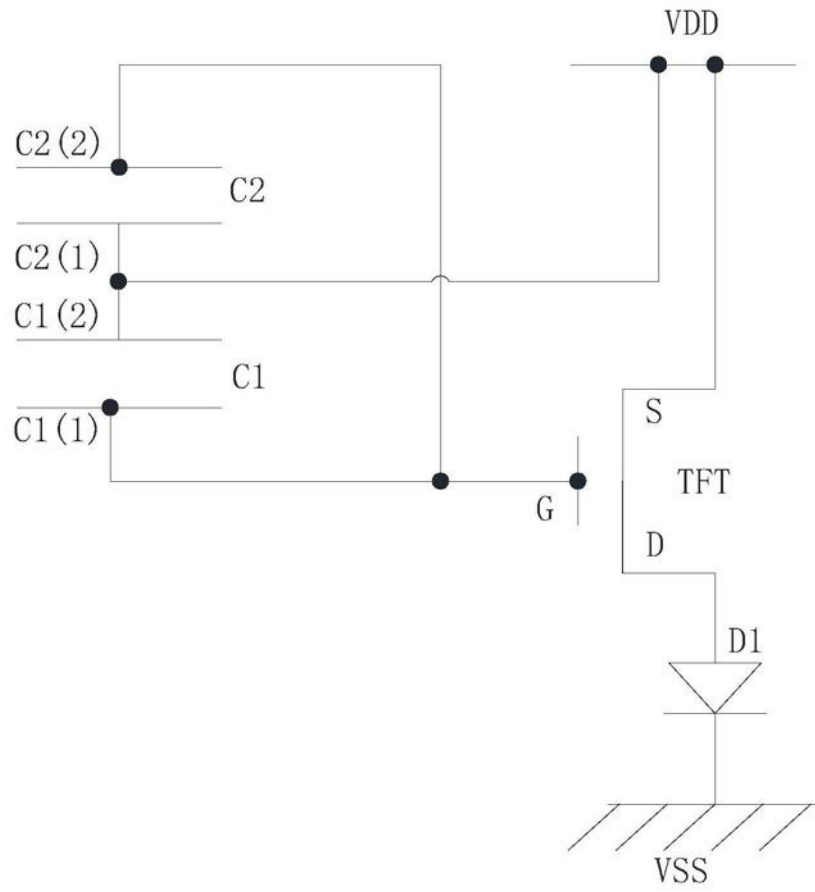 VDD
C2(2)
C2
C2(1)
C1(2)
C1
C1(1)
S
TFT
G
D
D1
VSS